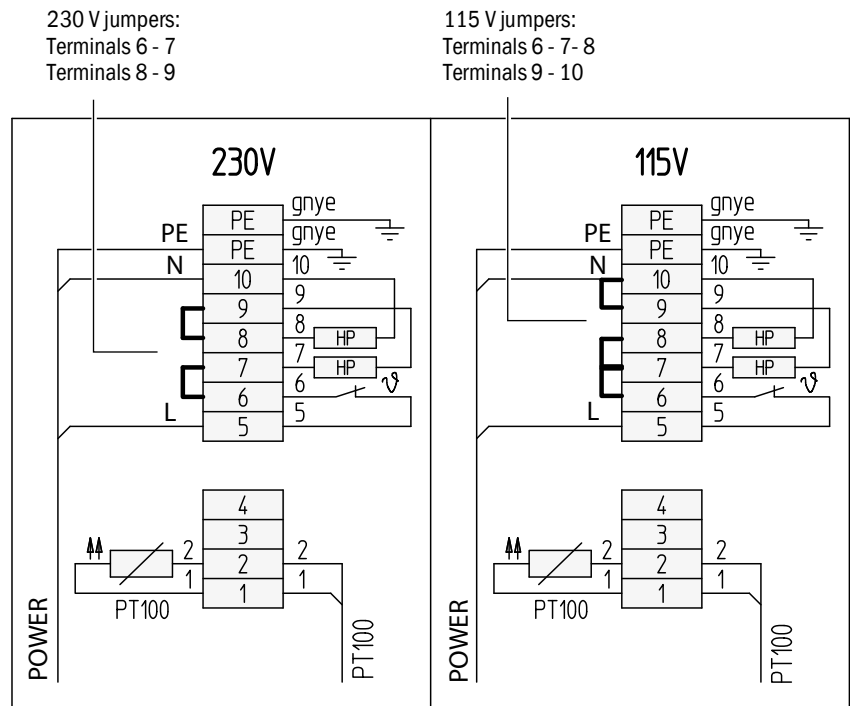 230 V jumpers:
Terminals 6 - 7
Terminals 8 - 9
115 V jumpers:
Terminals 6 - 7- 8
Terminals 9 - 10
230V
PE
N
L
PE
PE
10
9
8
7
6
5
gnye
gnye
10
9
8
7
6
5
HP
HP
ϑ
4
3
2
1
2
1
2
1
PT100
POWER
PT100
115V
PE
N
L
PE
PE
10
9
8
7
6
5
gnye
gnye
10
9
8
7
6
5
HP
HP
ϑ
4
3
2
1
2
1
2
1
PT100
POWER
PT100